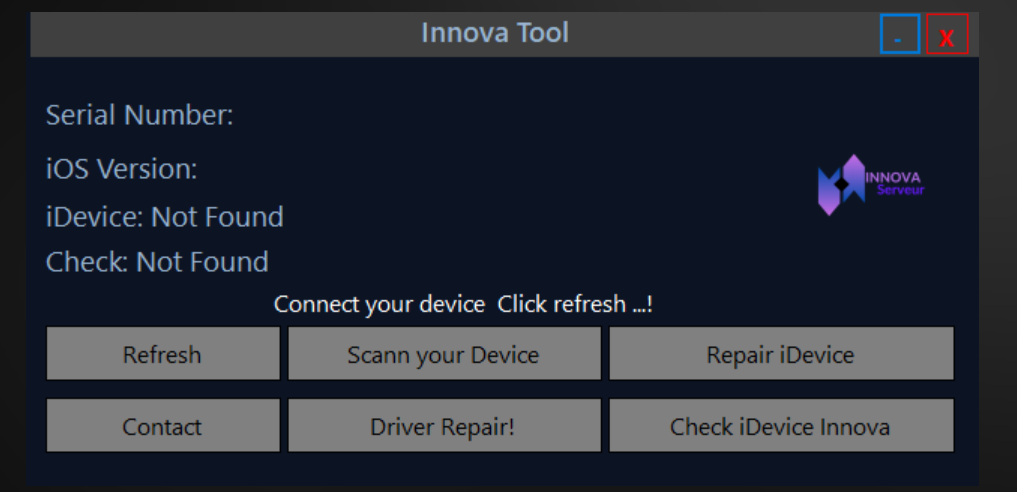 Innova Tool
- X
Serial Number:
iOS Version:
INNOVA
Serveur
iDevice: Not Found
Check: Not Found
Connect your device  Click refresh ...!
Refresh Scann your Device Repair iDevice
Contact Driver Repair! Check iDevice Innova